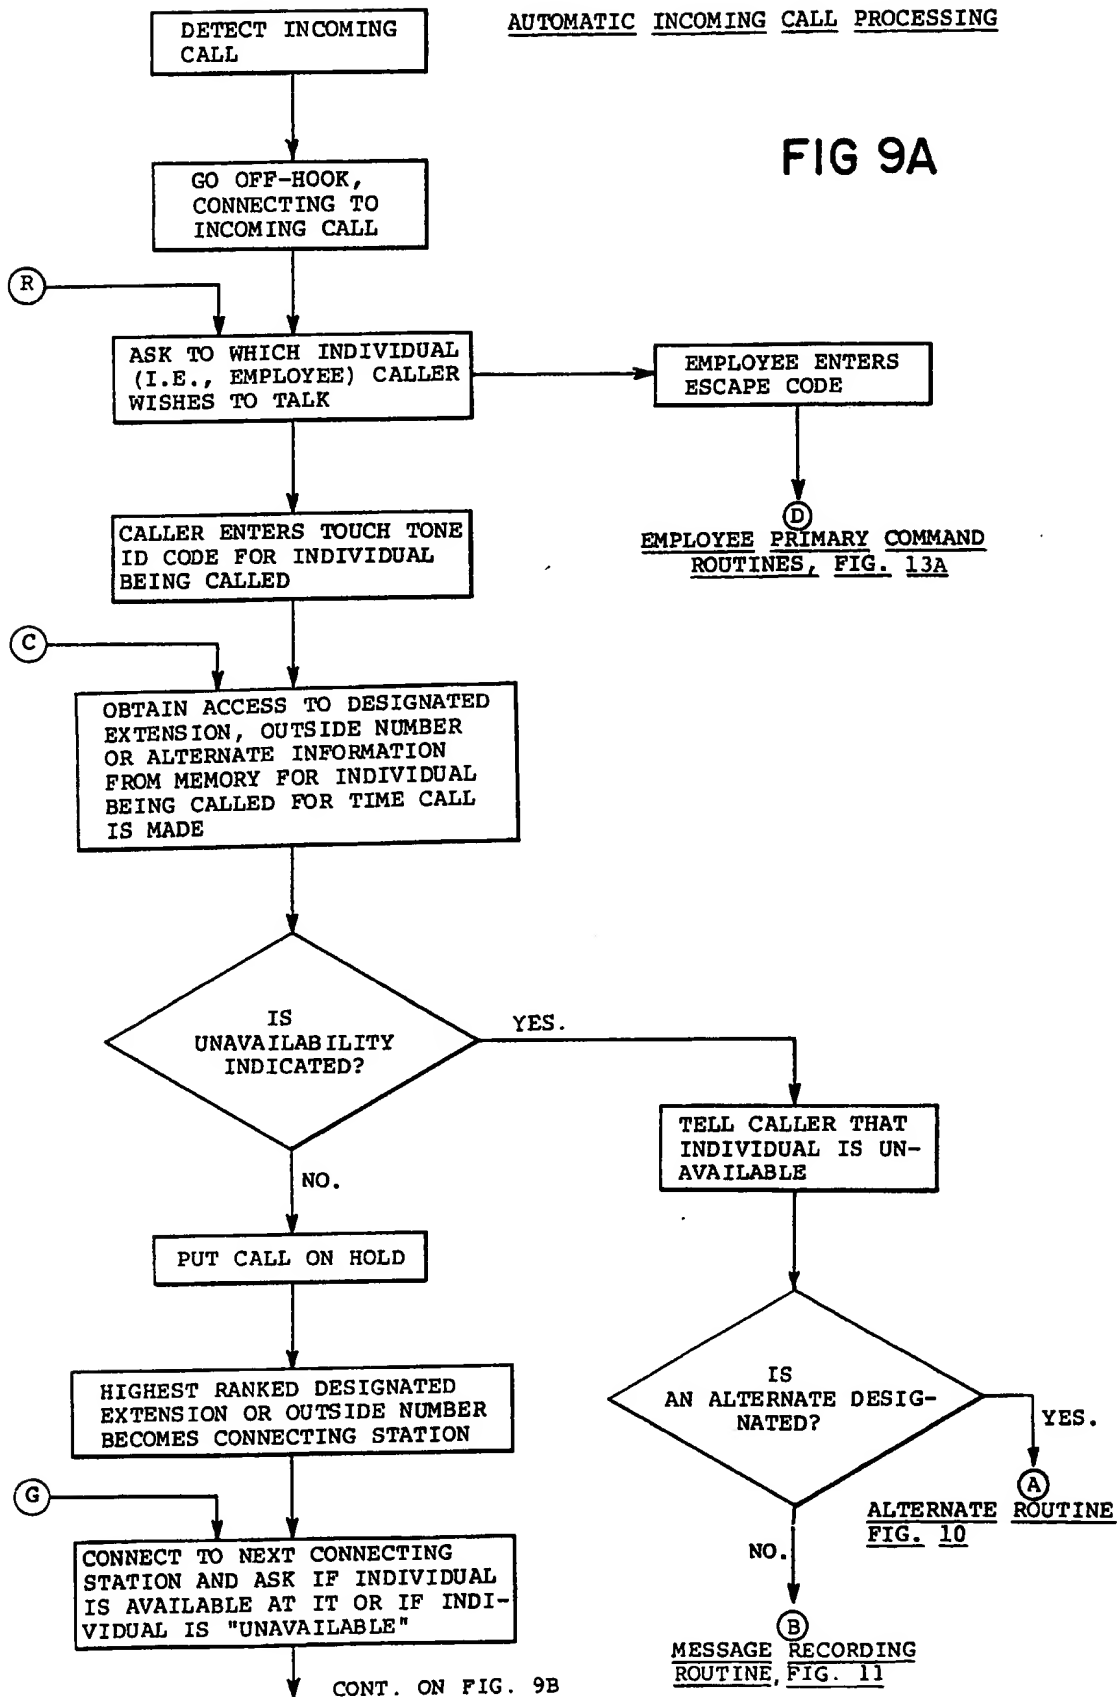 AUTOMATIC INCOMING CALL PROCESSING
FIG 9A
DETECT INCOMING
CALL
GO OFF-HOOK,
CONNECTING TO
INCOMING CALL
R
ASK TO WHICH INDIVIDUAL
(I.E., EMPLOYEE) CALLER
WISHES TO TALK
EMPLOYEE ENTERS
ESCAPE CODE
D
EMPLOYEE PRIMARY COMMAND
ROUTINES, FIG. 13A
CALLER ENTERS TOUCH TONE
ID CODE FOR INDIVIDUAL
BEING CALLED
C
OBTAIN ACCESS TO DESIGNATED
EXTENSION, OUTSIDE NUMBER
OR ALTERNATE INFORMATION
FROM MEMORY FOR INDIVIDUAL
BEING CALLED FOR TIME CALL
IS MADE
IS
UNAVAILABILITY
INDICATED?
YES.
NO.
TELL CALLER THAT
INDIVIDUAL IS UN-
AVAILABLE
PUT CALL ON HOLD
IS
AN ALTERNATE DESIG-
NATED?
YES.
A
ALTERNATE ROUTINE
FIG. 10
NO.
B
MESSAGE RECORDING
ROUTINE, FIG. 11
HIGHEST RANKED DESIGNATED
EXTENSION OR OUTSIDE NUMBER
BECOMES CONNECTING STATION
G
CONNECT TO NEXT CONNECTING
STATION AND ASK IF INDIVIDUAL
IS AVAILABLE AT IT OR IF INDI-
VIDUAL IS "UNAVAILABLE"
CONT. ON FIG. 9B